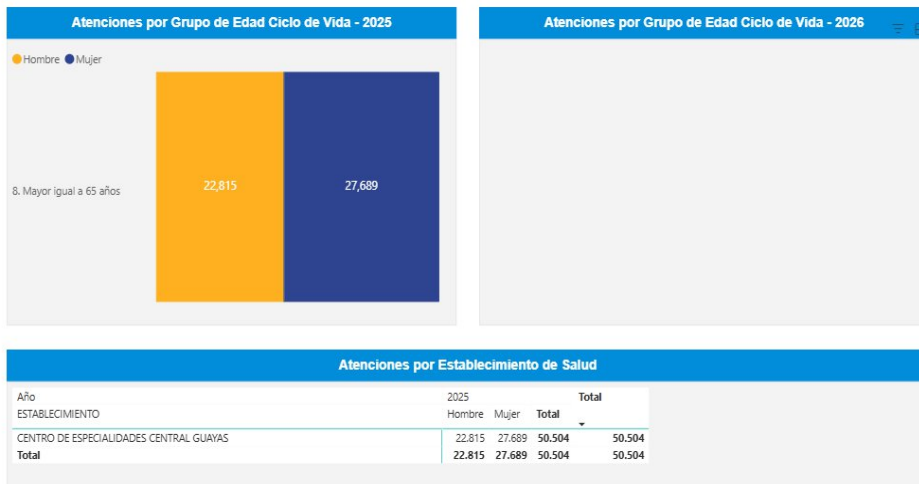 Atenciones por Grupo de Edad Ciclo de Vida - 2025
Atenciones por Grupo de Edad Ciclo de Vida - 2026
Hombre Mujer
8. Mayor igual a 65 años
22,815
27,689
Atenciones por Establecimiento de Salud
Año 2025 Total
ESTABLECIMIENTO Hombre Mujer Total
CENTRO DE ESPECIALIDADES CENTRAL GUAYAS 22.815 27.689 50.504 50.504
Total 22.815 27.689 50.504 50.504